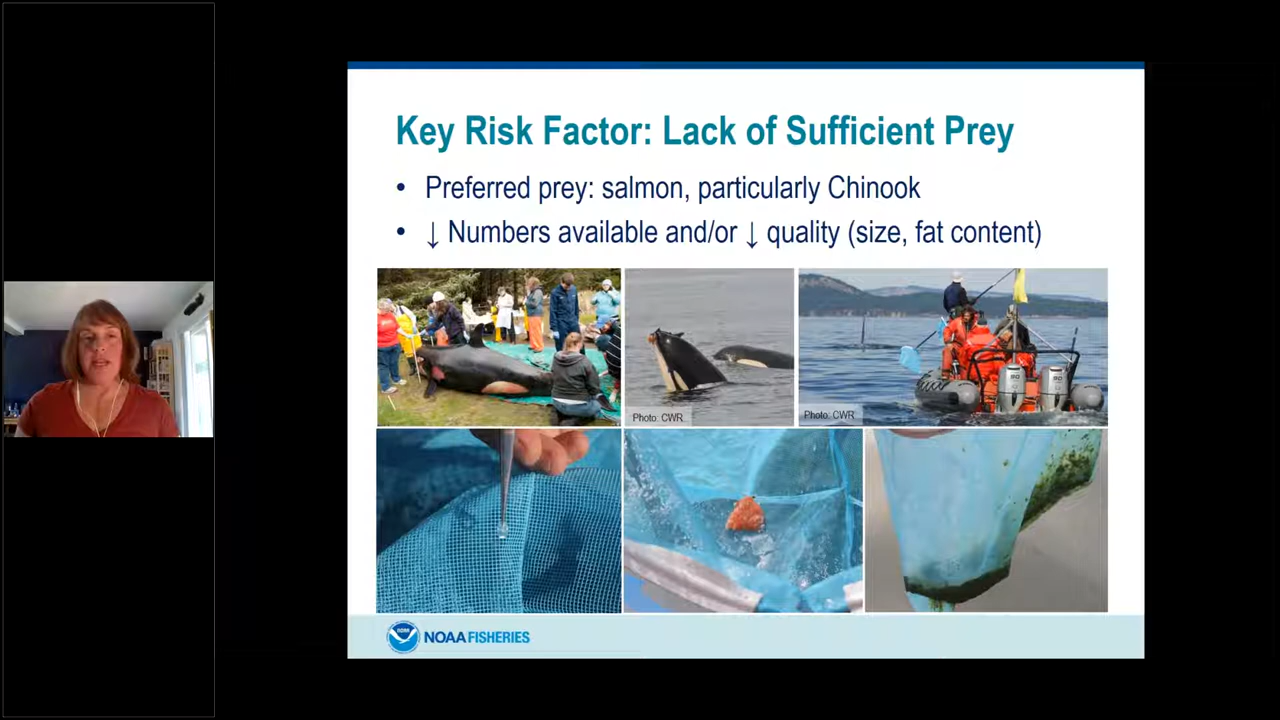 Key Risk Factor: Lack of Sufficient Prey
• Preferred prey: salmon, particularly Chinook
• ↓ Numbers available and/or ↓ quality (size, fat content)
Photo: CWR
Photo: CWR
NOAA
NOAA FISHERIES